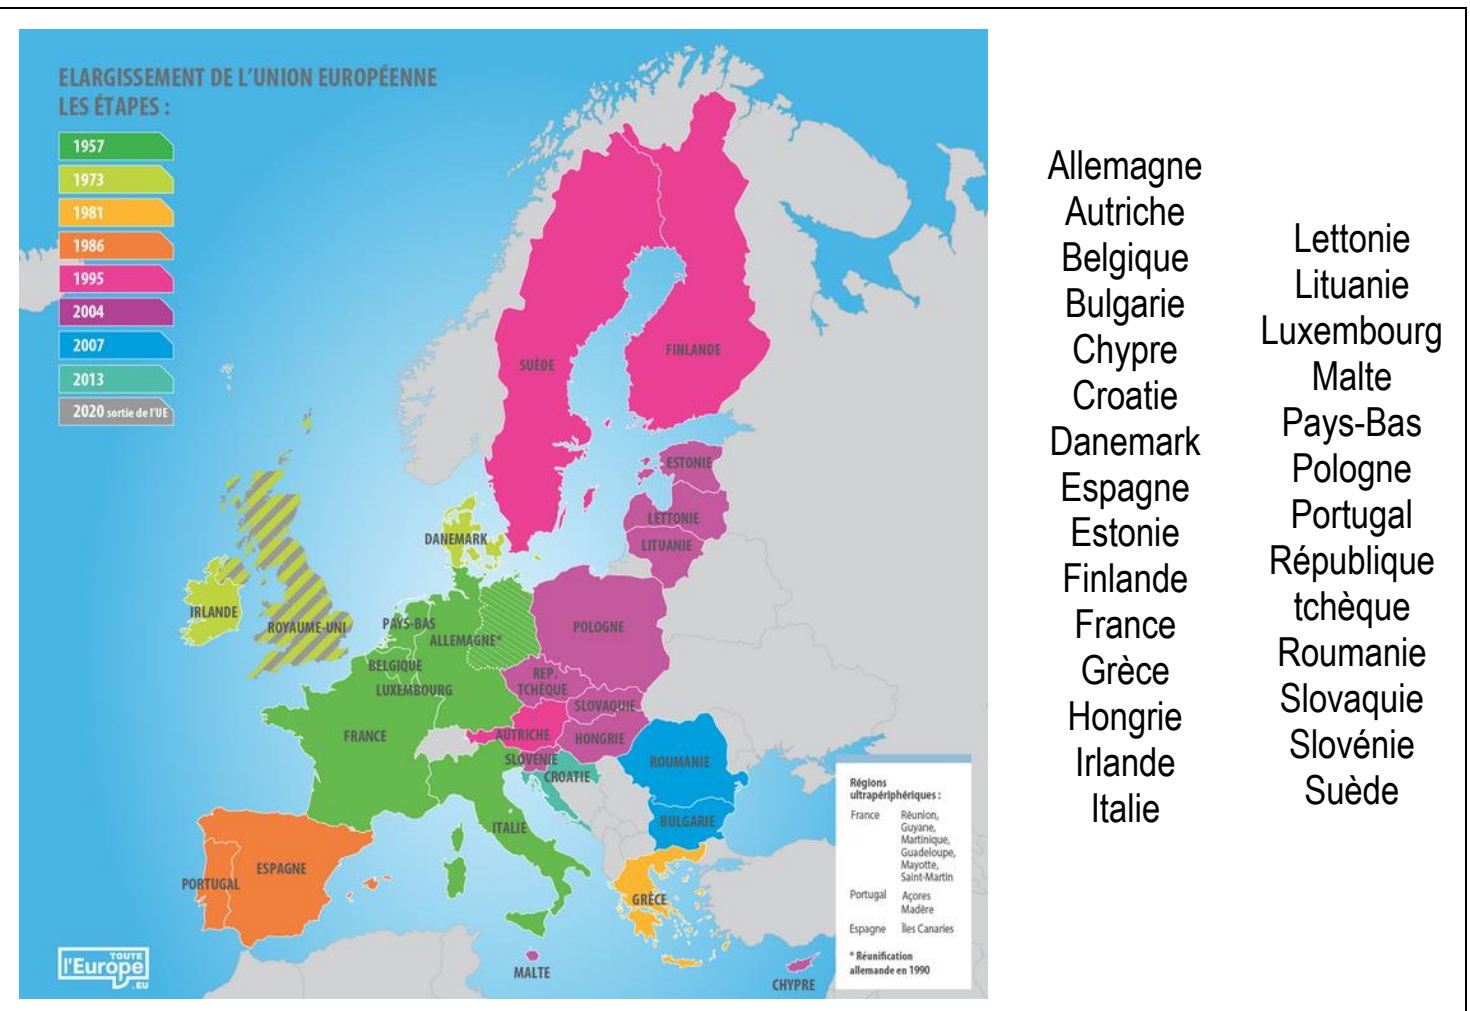 ELARGISSEMENT DE L'UNION EUROPÉENNE
LES ÉTAPES :
1957
1973
1981
1986
1995
2004
2007
2013
2020 sortie de l'UE
SUÈDE
FINLANDE
ESTONIE
LETTONIE
LITUANIE
DANEMARK
IRLANDE
ROYAUME-UNI
PAYS-BAS
ALLEMAGNE*
POLOGNE
BELGIQUE
LUXEMBOURG
REP.
TCHÈQUE
SLOVAQUIE
FRANCE
AUTRICHE
HONGRIE
SLOVÉNIE
CROATIE
ROUMANIE
ITALIE
BULGARIE
ESPAGNE
PORTUGAL
GRÈCE
MALTE
CHYPRE
Régions
ultrapériphériques :
France Réunion,
Guyane,
Martinique,
Guadeloupe,
Mayotte,
Saint-Martin
Portugal Açores
Madère
Espagne Îles Canaries
* Réunification
allemande en 1990
TOUTE
l'Europe
.EU
Allemagne
Autriche
Belgique
Bulgarie
Chypre
Croatie
Danemark
Espagne
Estonie
Finlande
France
Grèce
Hongrie
Irlande
Italie
Lettonie
Lituanie
Luxembourg
Malte
Pays-Bas
Pologne
Portugal
République
tchèque
Roumanie
Slovaquie
Slovénie
Suède